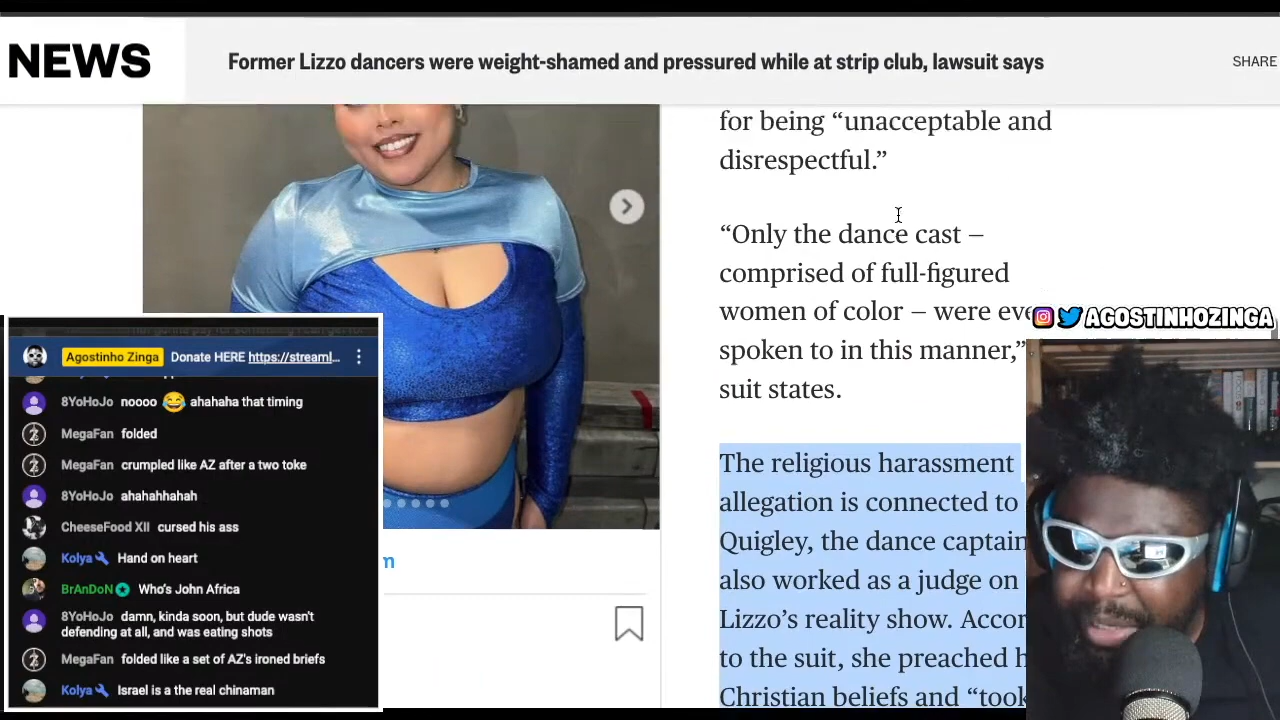 NEWS
Former Lizzo dancers were weight-shamed and pressured while at strip club, lawsuit says
SHARE
for being “unacceptable and
disrespectful.”
“Only the dance cast —
comprised of full-figured
women of color — were eve
spoken to in this manner,”
suit states.
The religious harassment
allegation is connected to
Quigley, the dance captain
also worked as a judge on
Lizzo’s reality show. Accor
to the suit, she preached h
Christian beliefs and “took
m
AGOSTINHOZINGA
Agostinho Zinga Donate HERE https://streaml...
8YoHoJo noooo 😂 ahahaha that timing
MegaFan folded
MegaFan crumpled like AZ after a two toke
8YoHoJo ahahahhahah
CheeseFood XII cursed his ass
Kolya Hand on heart
BrAnDoN Who's John Africa
8YoHoJo damn, kinda soon, but dude wasn't
defending at all, and was eating shots
MegaFan folded like a set of AZ's ironed briefs
Kolya Israel is a the real chinaman